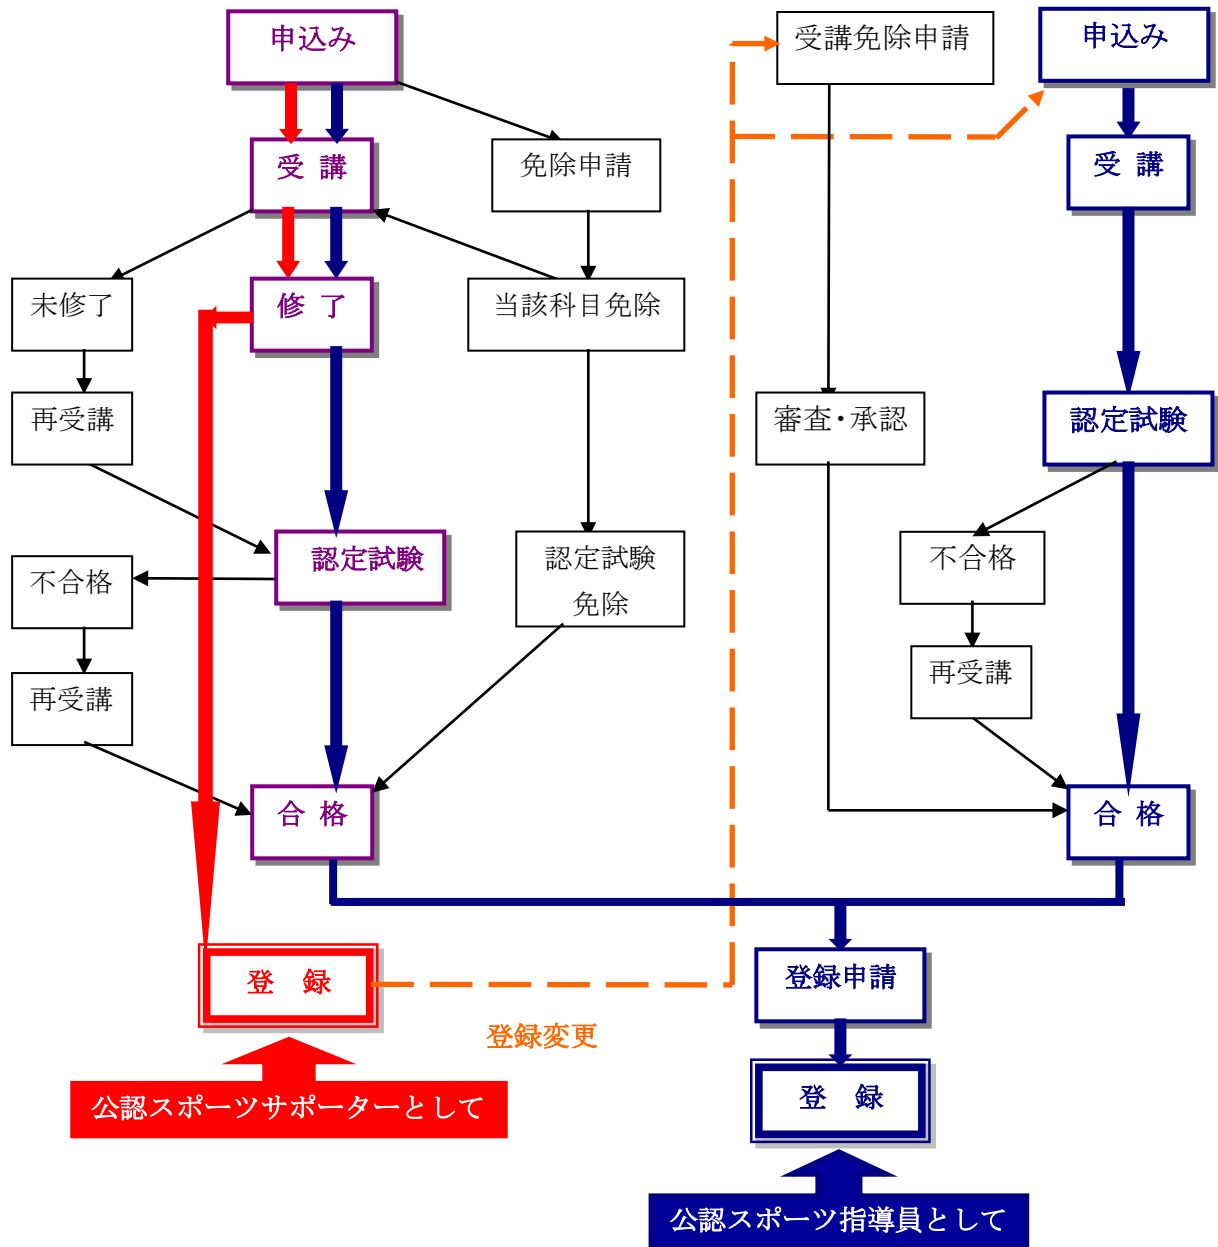 申込み
受講免除申請
申込み
受 講
免除申請
受 講
未修了
修 了
当該科目免除
再受講
審査・承認
認定試験
不合格
認定試験
認定試験
免除
不合格
再受講
再受講
合 格
合 格
登 録
登録申請
登録変更
公認スポーツサポーターとして
登 録
公認スポーツ指導員として